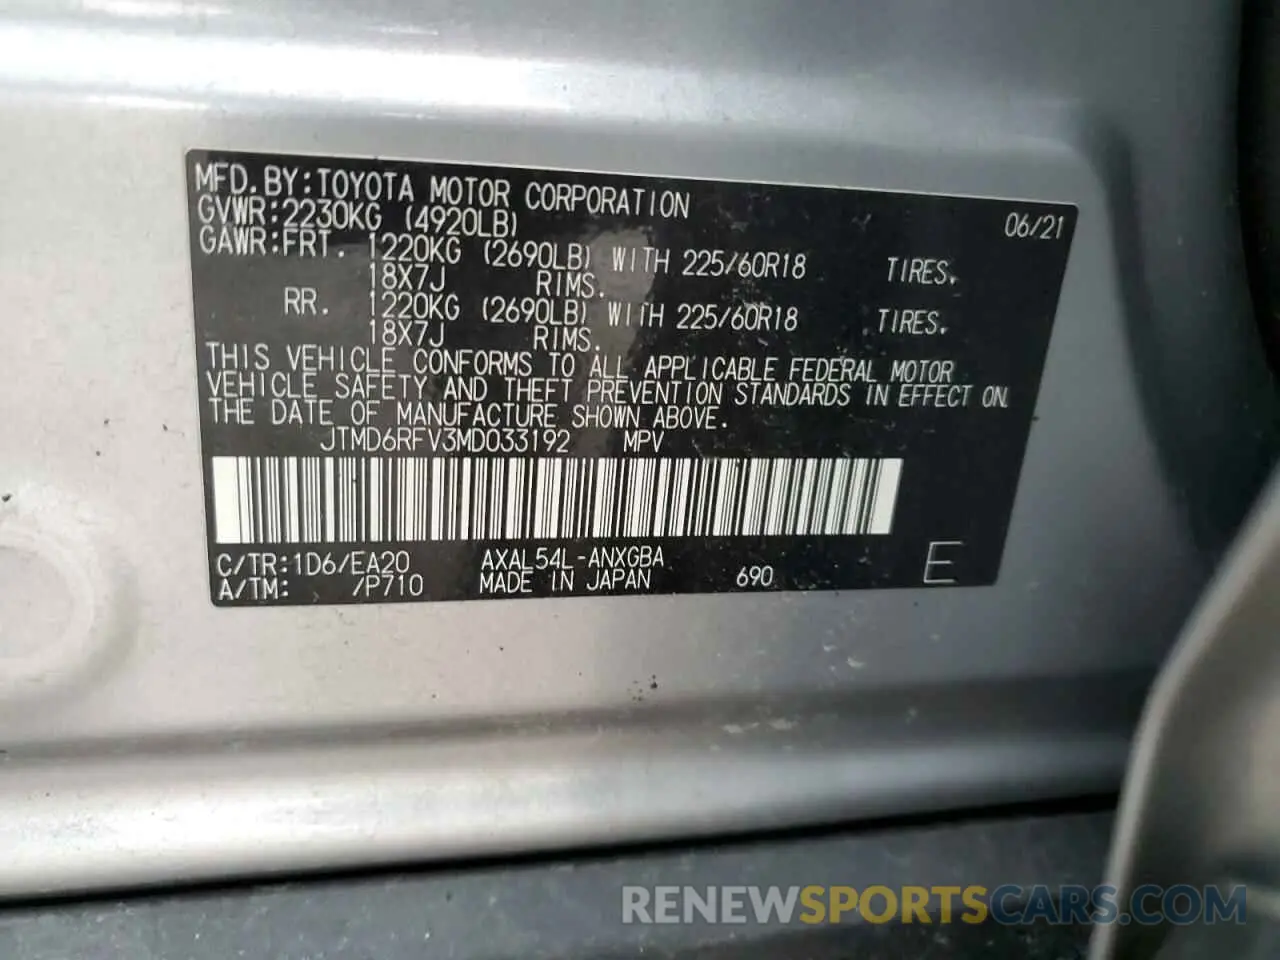 MFD.BY:TOYOTA MOTOR CORPORATION 06/21
GVWR:2230KG (4920LB)
GAWR:FRT. 1220KG (2690LB) WITH 225/60R18 TIRES,
18X7J RIMS.
RR. 1220KG (2690LB) WITH 225/60R18 TIRES,
18X7J RIMS.
THIS VEHICLE CONFORMS TO ALL APPLICABLE FEDERAL MOTOR
VEHICLE SAFETY AND THEFT PREVENTION STANDARDS IN EFFECT ON
THE DATE OF MANUFACTURE SHOWN ABOVE.
JTMD6RFV3MD033192 MPV
C/TR:1D6/EA20 AXAL54L-ANXGBA
A/TM: /P710 MADE IN JAPAN 690 E
RENEWSPORTSCARS.COM